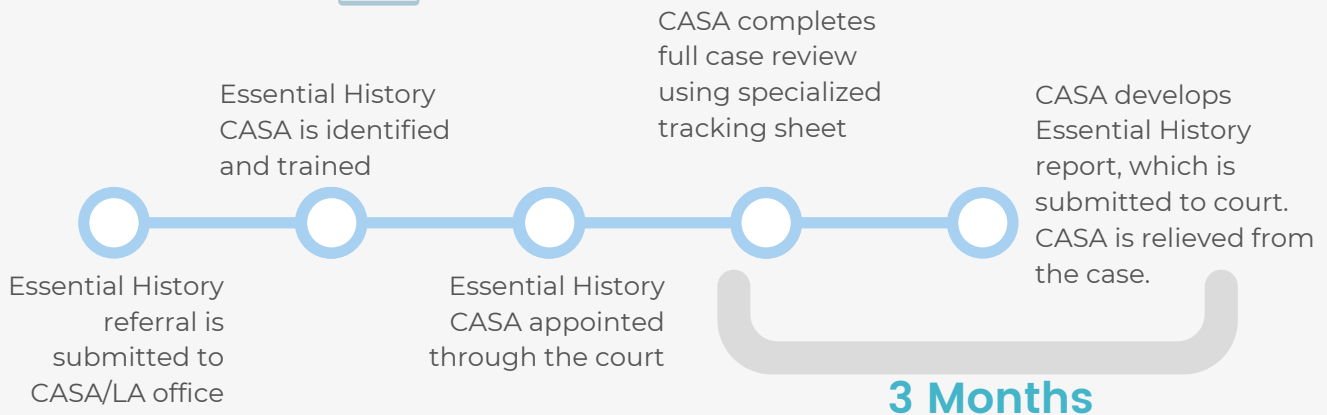 Essential History
referral is
submitted to
CASA/LA office
Essential History
CASA is identified
and trained
Essential History
CASA appointed
through the court
CASA completes
full case review
using specialized
tracking sheet
CASA develops
Essential History
report, which is
submitted to court.
CASA is relieved from
the case.
3 Months